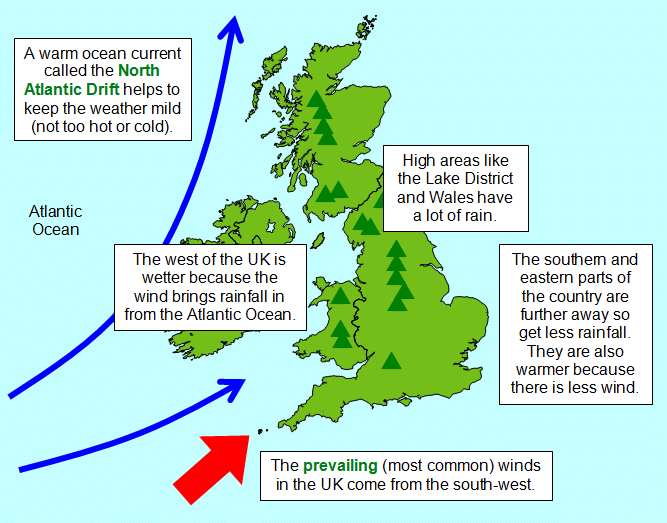 A warm ocean current
called the North
Atlantic Drift helps to
keep the weather mild
(not too hot or cold).
High areas like
the Lake District
and Wales have
a lot of rain.
Atlantic
Ocean
The west of the UK is
wetter because the
wind brings rainfall in
from the Atlantic Ocean.
The southern and
eastern parts of
the country are
further away so
get less rainfall.
They are also
warmer because
there is less wind.
The prevailing (most common) winds
in the UK come from the south-west.